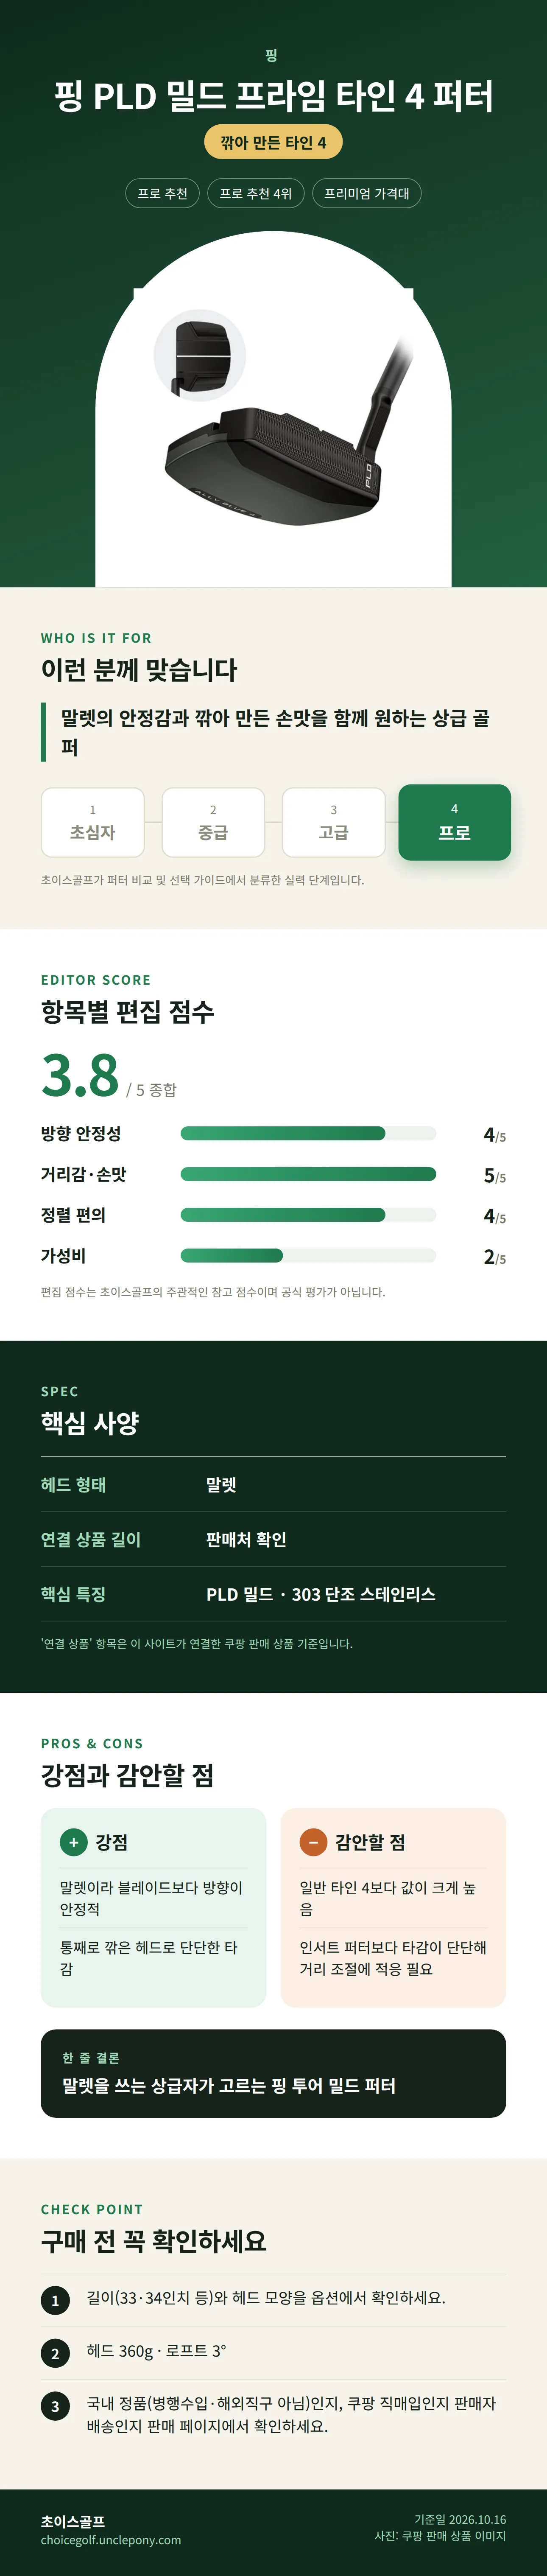 핑
핑 PLD 밀드 프라임 타인 4 퍼터
깎아 만든 타인 4
프로 추천
프로 추천 4위
프리미엄 가격대
PLD
WHO IS IT FOR
이런 분께 맞습니다
말렛의 안정감과 깎아 만든 손맛을 함께 원하는 상급 골
퍼
1
초심자
2
중급
3
고급
4
프로
초이스골프가 퍼터 비교 및 선택 가이드에서 분류한 실력 단계입니다.
EDITOR SCORE
항목별 편집 점수
3.8 / 5 종합
방향 안정성 4/5
거리감·손맛 5/5
정렬 편의 4/5
가성비 2/5
편집 점수는 초이스골프의 주관적인 참고 점수이며 공식 평가가 아닙니다.
SPEC
핵심 사양
헤드 형태 말렛
연결 상품 길이 판매처 확인
핵심 특징 PLD 밀드 · 303 단조 스테인리스
'연결 상품' 항목은 이 사이트가 연결한 쿠팡 판매 상품 기준입니다.
PROS & CONS
강점과 감안할 점
+ 강점
말렛이라 블레이드보다 방향이
안정적
통째로 깎은 헤드로 단단한 타
감
− 감안할 점
일반 타인 4보다 값이 크게 높
음
인서트 퍼터보다 타감이 단단해
거리 조절에 적응 필요
한 줄 결론
말렛을 쓰는 상급자가 고르는 핑 투어 밀드 퍼터
CHECK POINT
구매 전 꼭 확인하세요
1 길이(33·34인치 등)와 헤드 모양을 옵션에서 확인하세요.
2 헤드 360g · 로프트 3°
3 국내 정품(병행수입·해외직구 아님)인지, 쿠팡 직매입인지 판매자
배송인지 판매 페이지에서 확인하세요.
초이스골프
choicegolf.unclepony.com
기준일 2026.10.16
사진: 쿠팡 판매 상품 이미지